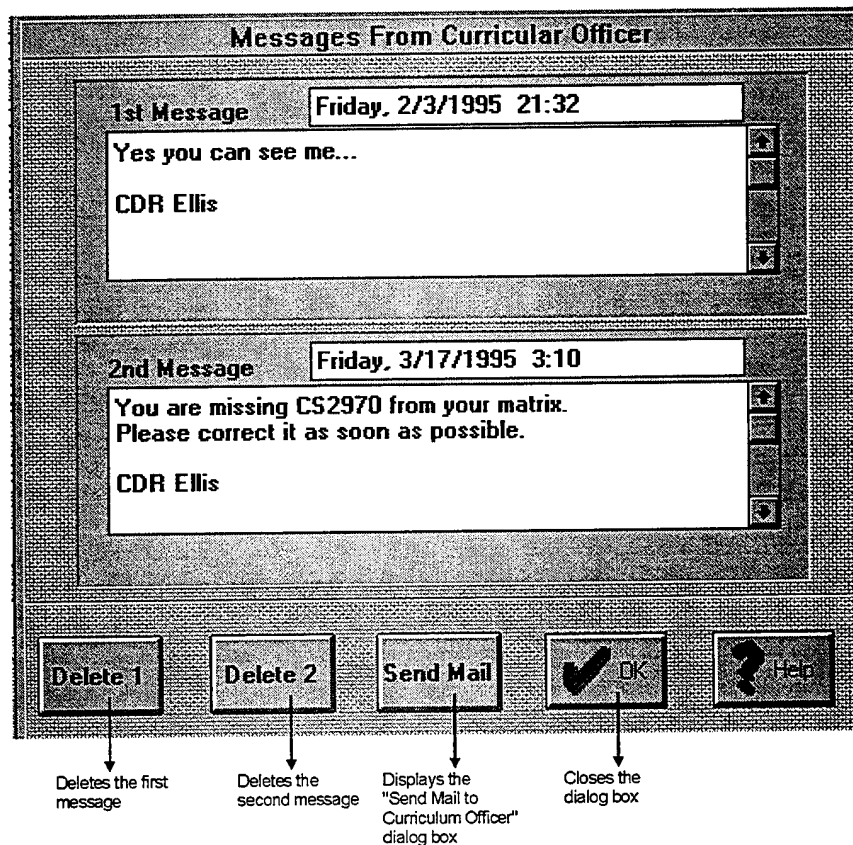 Messages From Curricular Officer
1st Message
Friday, 2/3/1995 21:32
Yes you can see me...
CDR Ellis
2nd Message
Friday, 3/17/1995 3:10
You are missing CS2970 from your matrix.
Please correct it as soon as possible.
CDR Ellis
Delete 1
Delete 2
Send Mail
OK
Help
Deletes the first
message
Deletes the
second message
Displays the
"Send Mail to
Curriculum Officer"
dialog box
Closes the
dialog box